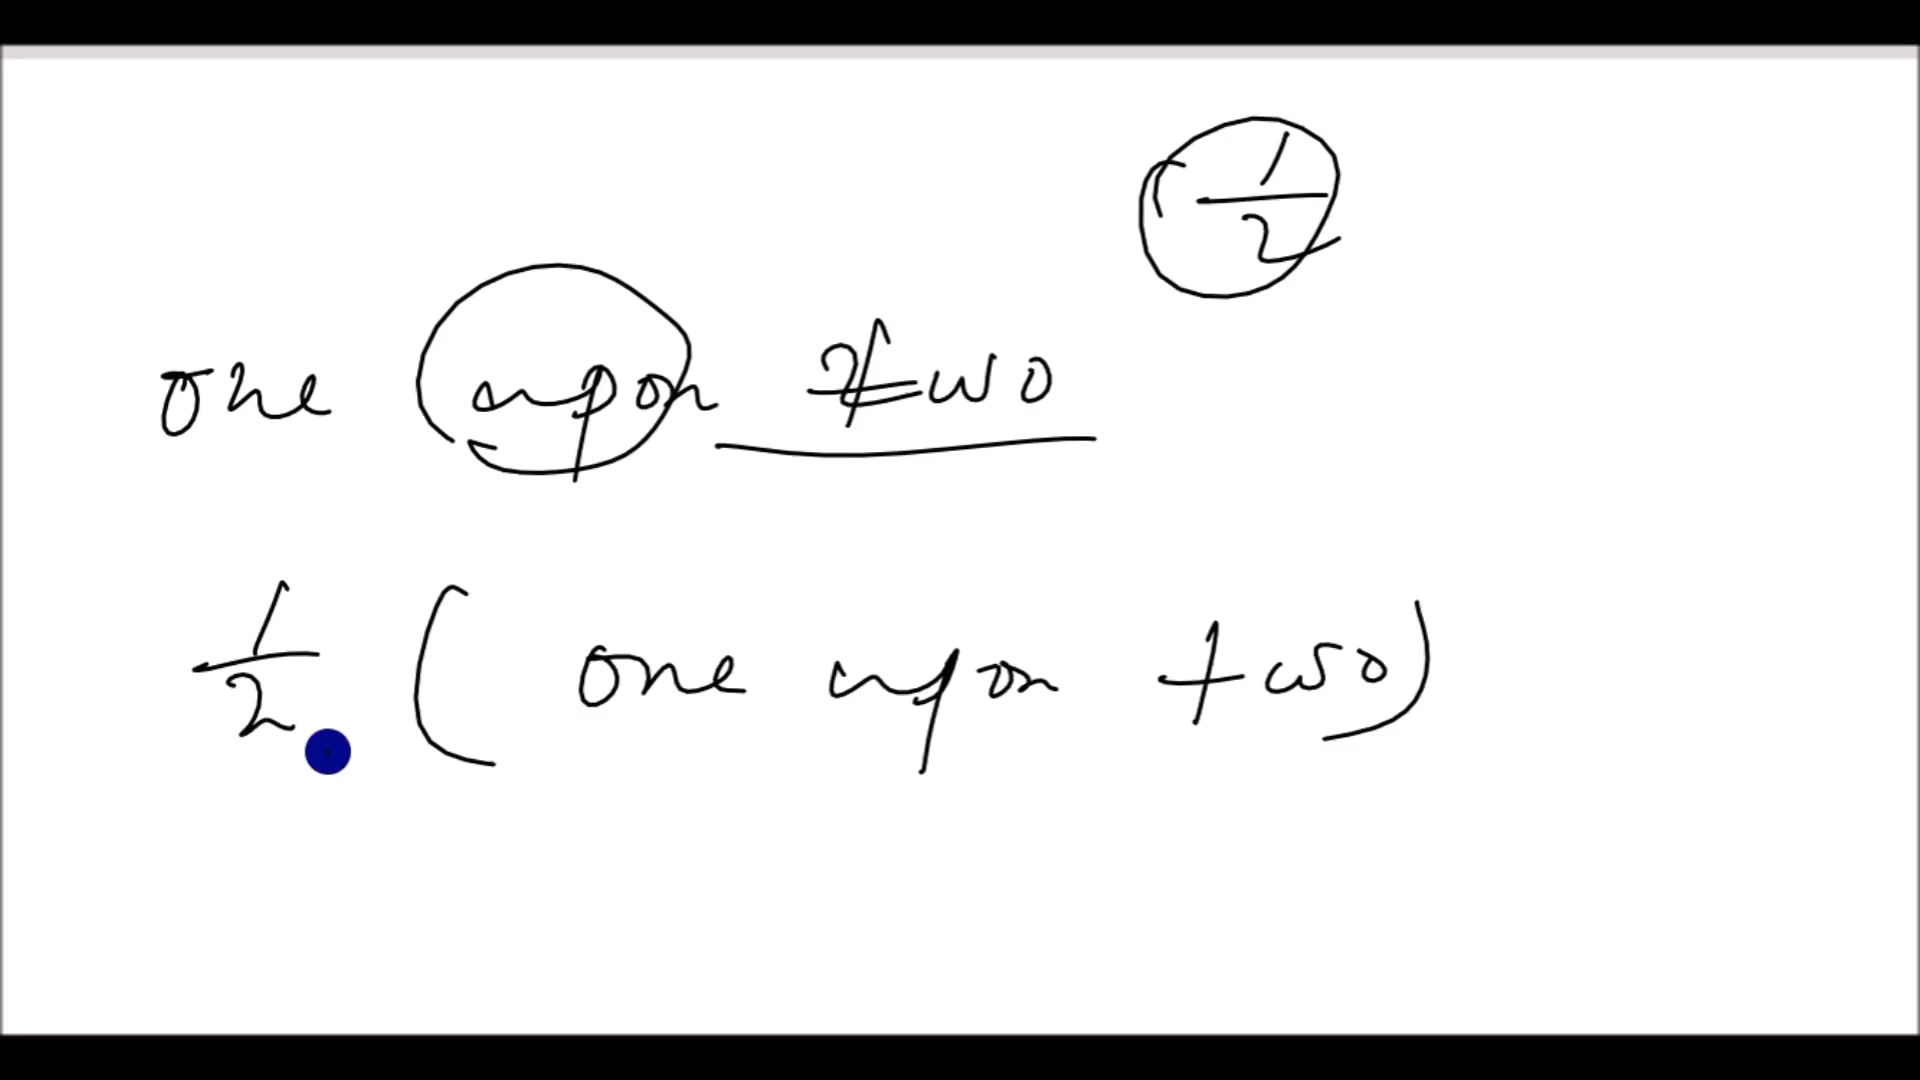 1/2
one upon two
1/2 ( one upon two )